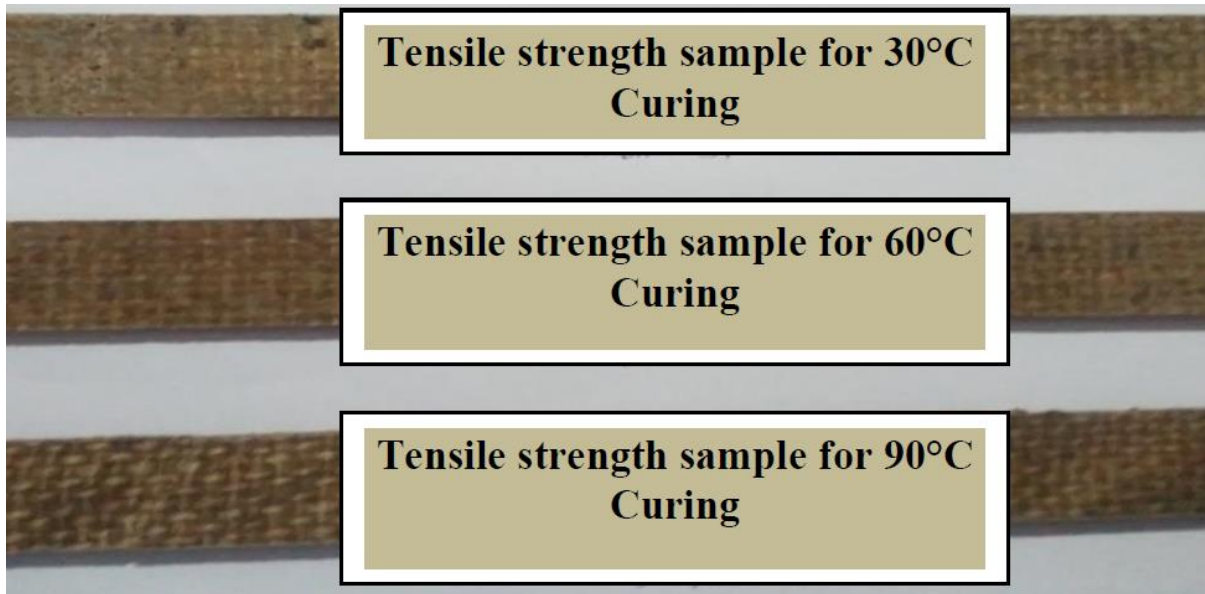 Tensile strength sample for 30°C
Curing
Tensile strength sample for 60°C
Curing
Tensile strength sample for 90°C
Curing